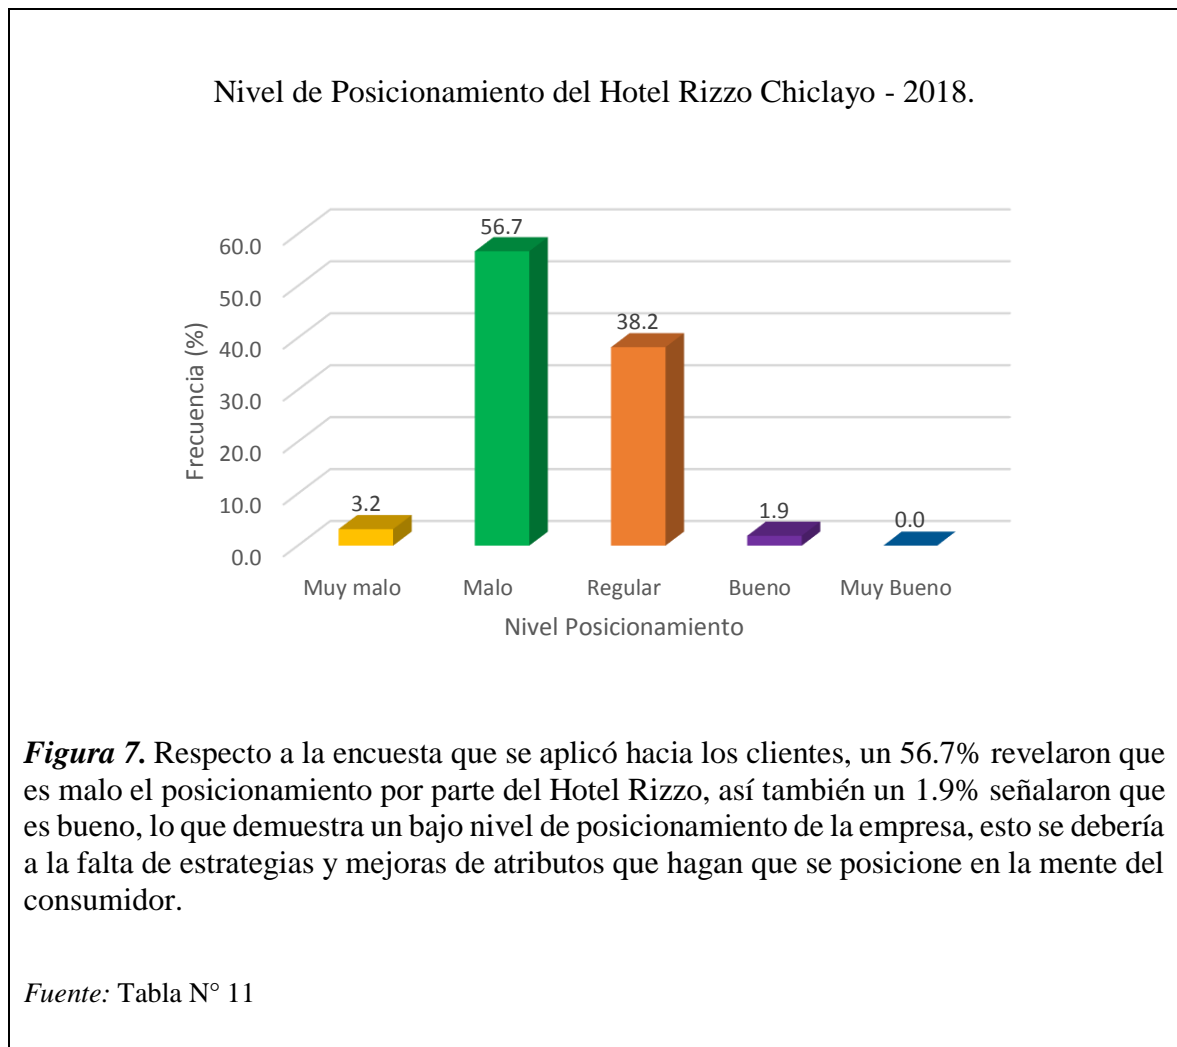 Nivel de Posicionamiento del Hotel Rizzo Chiclayo - 2018.
60.0
50.0
40.0
30.0
20.0
10.0
0.0
Frecuencia (%)
3.2
56.7
38.2
1.9
0.0
Muy malo
Malo
Regular
Bueno
Muy Bueno
Nivel Posicionamiento
Figura 7. Respecto a la encuesta que se aplicó hacia los clientes, un 56.7% revelaron que
es malo el posicionamiento por parte del Hotel Rizzo, así también un 1.9% señalaron que
es bueno, lo que demuestra un bajo nivel de posicionamiento de la empresa, esto se debería
a la falta de estrategias y mejoras de atributos que hagan que se posicione en la mente del
consumidor.
Fuente: Tabla N° 11